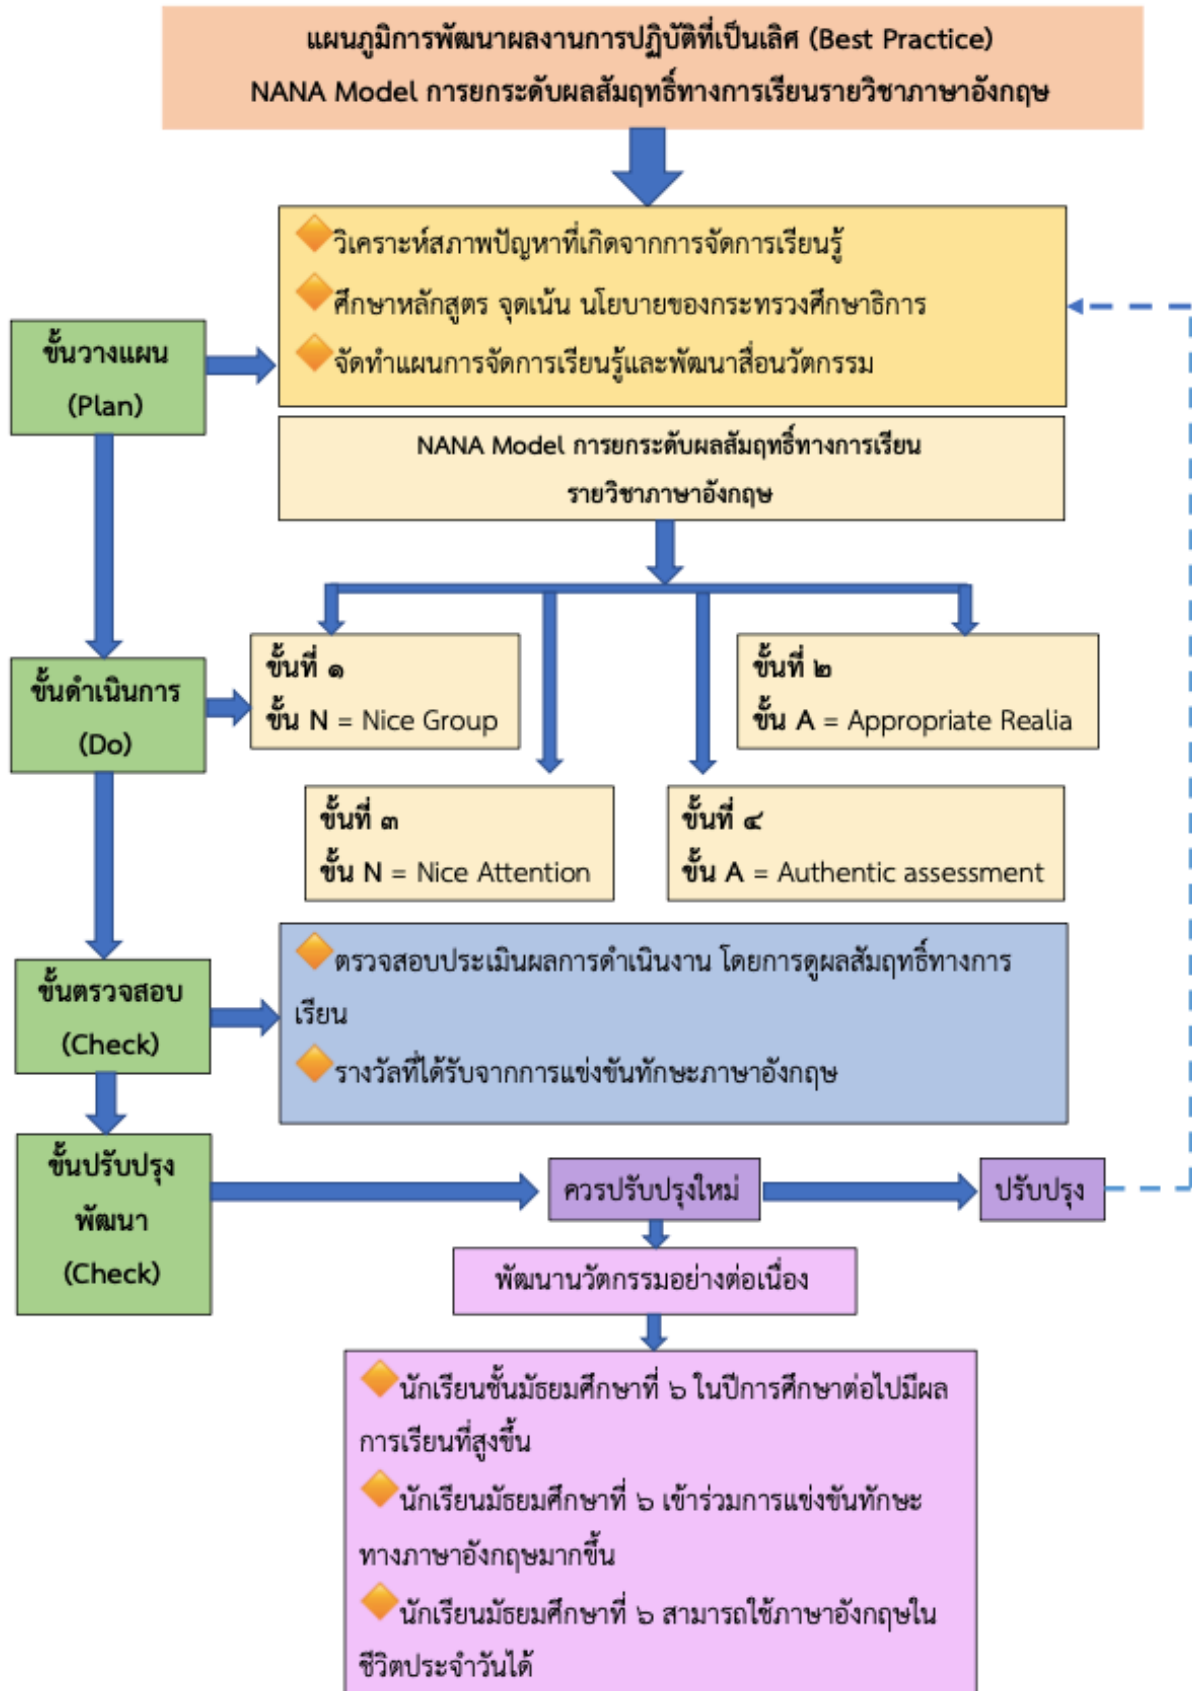 แผนภูมิการพัฒนาผลงานการปฏิบัติที่เป็นเลิศ (Best Practice)
NANA Model การยกระดับผลสัมฤทธิ์ทางการเรียนรายวิชาภาษาอังกฤษ
วิเคราะห์สภาพปัญหาที่เกิดจากการจัดการเรียนรู้
ศึกษาหลักสูตร จุดเน้น นโยบายของกระทรวงศึกษาธิการ
จัดทำแผนการจัดการเรียนรู้และพัฒนาสื่อนวัตกรรม
ขั้นวางแผน
(Plan)
NANA Model การยกระดับผลสัมฤทธิ์ทางการเรียน
รายวิชาภาษาอังกฤษ
ขั้นดำเนินการ
(Do)
ขั้นที่ ๑
ขั้น N = Nice Group
ขั้นที่ ๒
ขั้น A = Appropriate Realia
ขั้นที่ ๓
ขั้น N = Nice Attention
ขั้นที่ ๔
ขั้น A = Authentic assessment
ขั้นตรวจสอบ
(Check)
ตรวจสอบประเมินผลการดำเนินงาน โดยการดูผลสัมฤทธิ์ทางการ
เรียน
รางวัลที่ได้รับจากการแข่งขันทักษะภาษาอังกฤษ
ขั้นปรับปรุง
พัฒนา
(Check)
ควรปรับปรุงใหม่
ปรับปรุง
พัฒนานวัตกรรมอย่างต่อเนื่อง
นักเรียนชั้นมัธยมศึกษาที่ ๖ ในปีการศึกษาต่อไปมีผล
การเรียนที่สูงขึ้น
นักเรียนมัธยมศึกษาที่ ๖ เข้าร่วมการแข่งขันทักษะ
ทางภาษาอังกฤษมากขึ้น
นักเรียนมัธยมศึกษาที่ ๖ สามารถใช้ภาษาอังกฤษใน
ชีวิตประจำวันได้